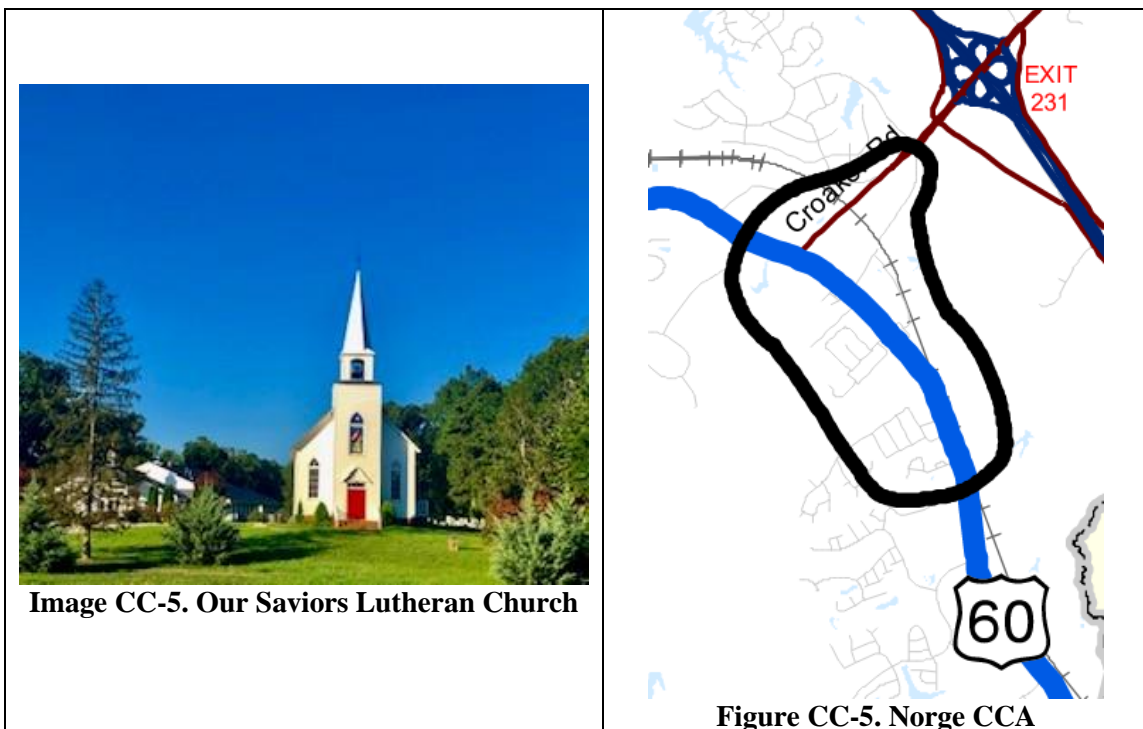 Image CC-5. Our Saviors Lutheran Church
EXIT
231
Croaker Rd
60
Figure CC-5. Norge CCA